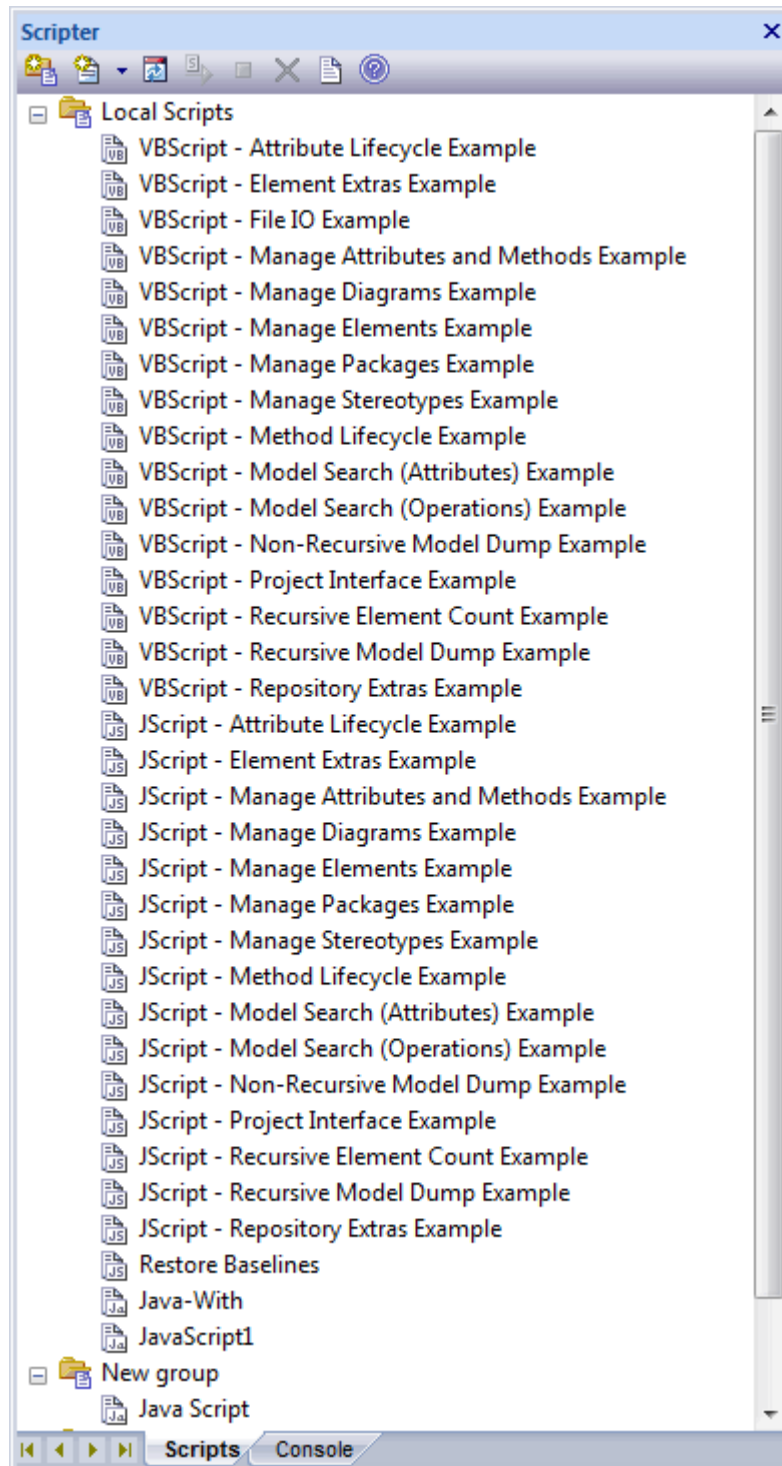 Scripter
Local Scripts
VBScript - Attribute Lifecycle Example
VBScript - Element Extras Example
VBScript - File IO Example
VBScript - Manage Attributes and Methods Example
VBScript - Manage Diagrams Example
VBScript - Manage Elements Example
VBScript - Manage Packages Example
VBScript - Manage Stereotypes Example
VBScript - Method Lifecycle Example
VBScript - Model Search (Attributes) Example
VBScript - Model Search (Operations) Example
VBScript - Non-Recursive Model Dump Example
VBScript - Project Interface Example
VBScript - Recursive Element Count Example
VBScript - Recursive Model Dump Example
VBScript - Repository Extras Example
JScript - Attribute Lifecycle Example
JScript - Element Extras Example
JScript - Manage Attributes and Methods Example
JScript - Manage Diagrams Example
JScript - Manage Elements Example
JScript - Manage Packages Example
JScript - Manage Stereotypes Example
JScript - Method Lifecycle Example
JScript - Model Search (Attributes) Example
JScript - Model Search (Operations) Example
JScript - Non-Recursive Model Dump Example
JScript - Project Interface Example
JScript - Recursive Element Count Example
JScript - Recursive Model Dump Example
JScript - Repository Extras Example
Restore Baselines
Java-With
JavaScript1
New group
Java Script
Scripts Console